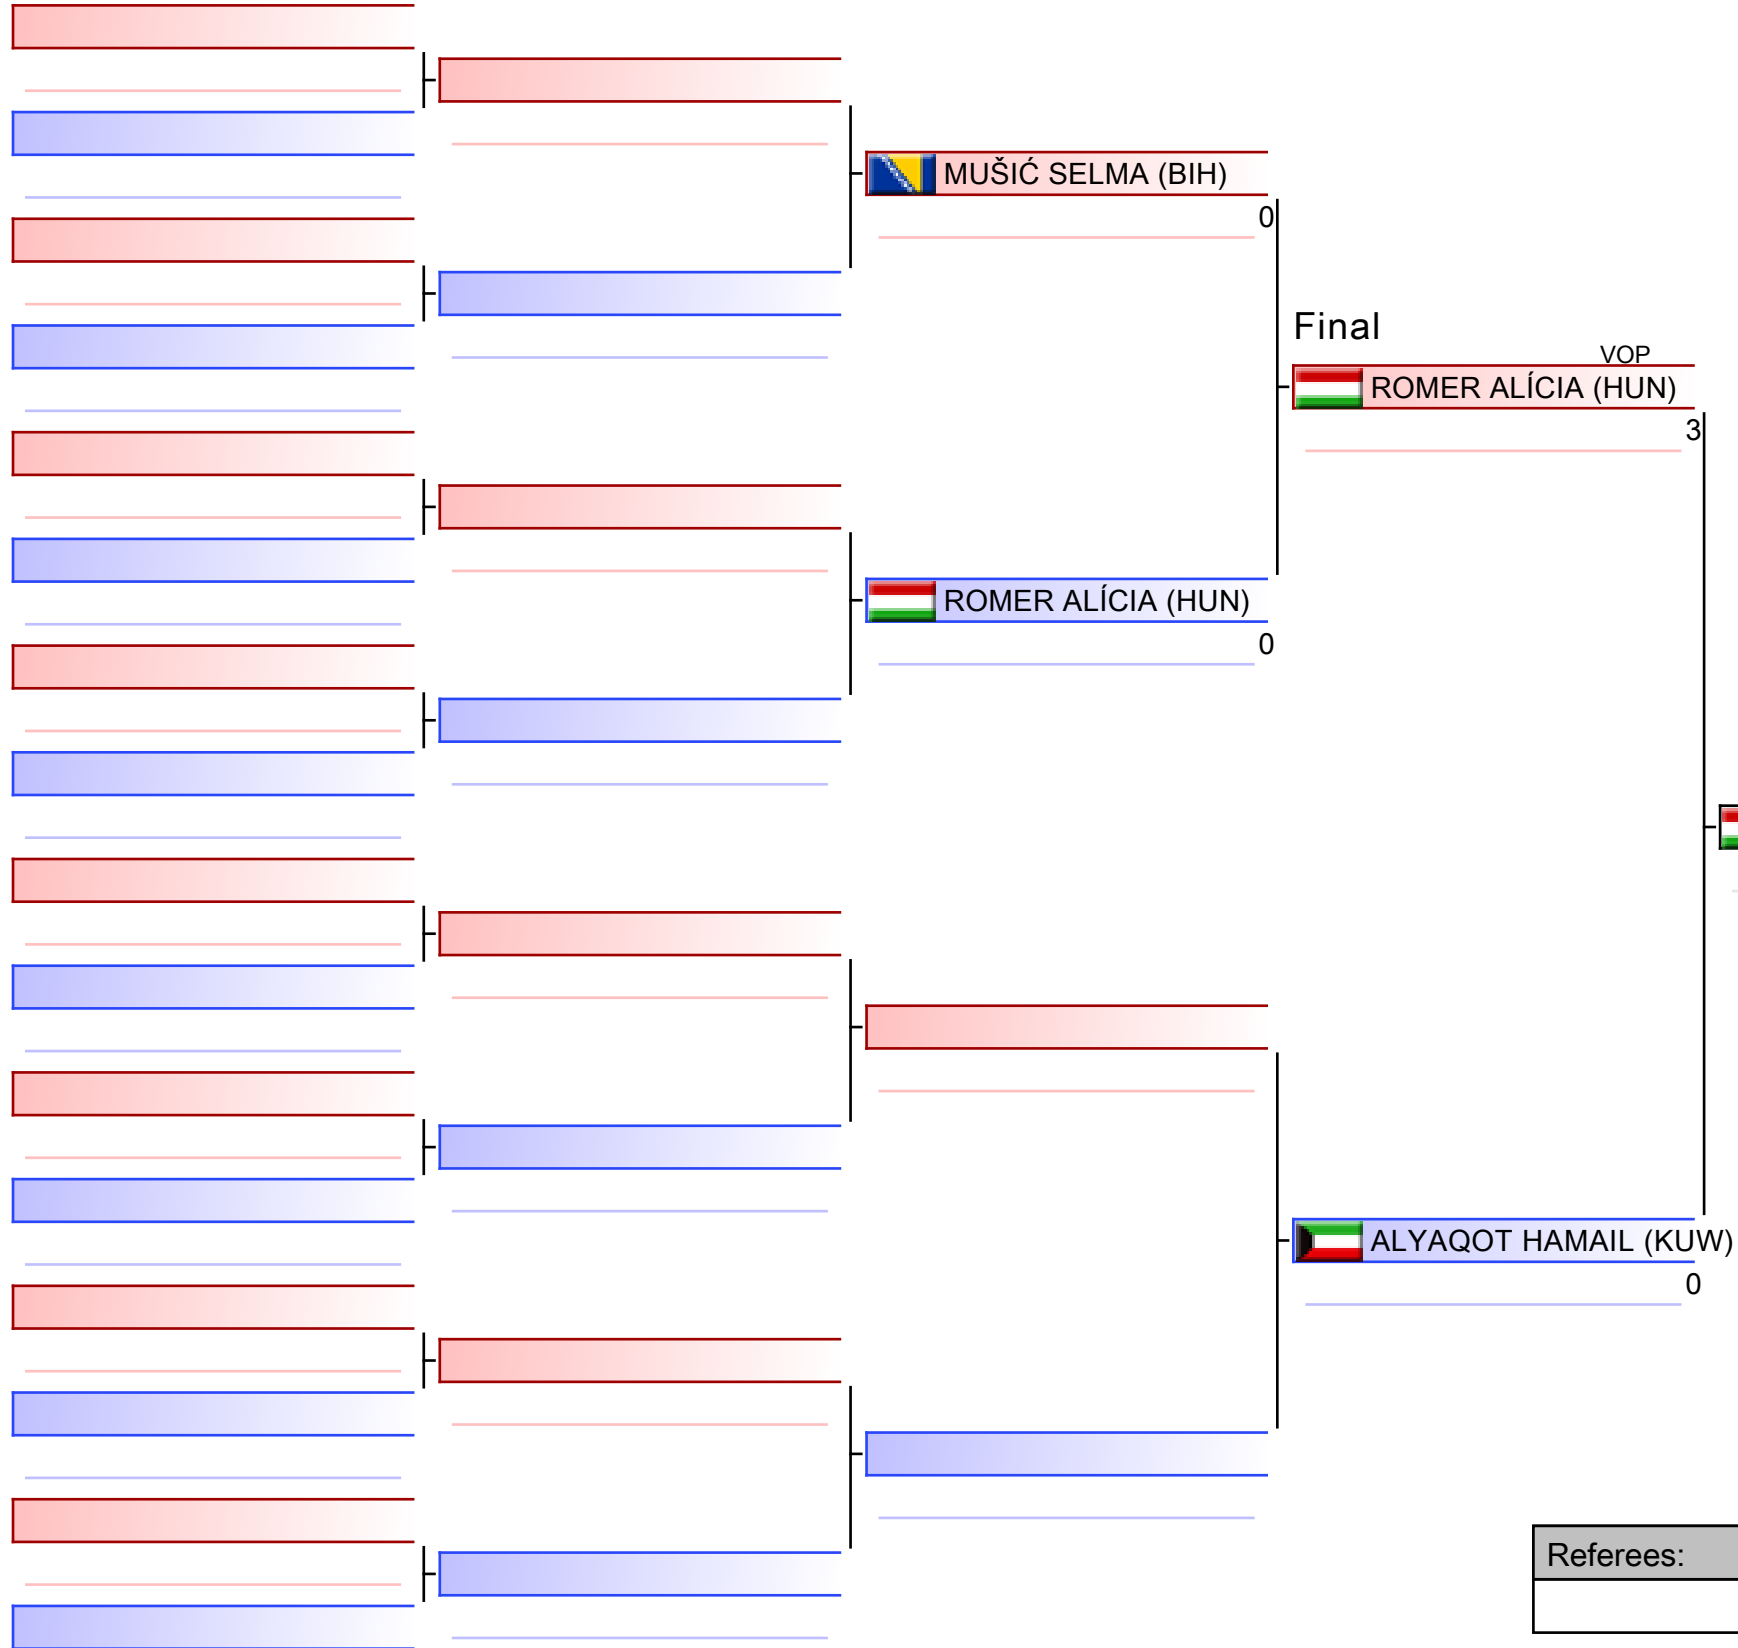 MUŠIĆ SELMA (BIH)
0
Final
VOP
ROMER ALÍCIA (HUN)
3
ROMER ALÍCIA (HUN)
0
ALYAQOT HAMAIL (KUW)
0
Referees: